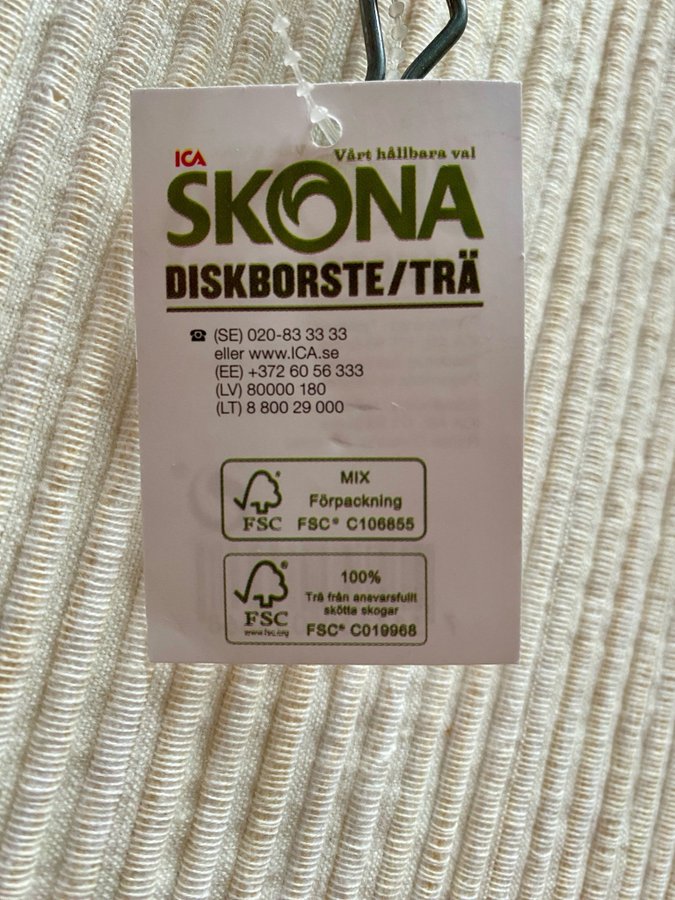 ICA
Vårt hållbara val
SKONA
DISKBORSTE/TRÄ
☎ (SE) 020-83 33 33
eller www.ICA.se
(EE) +372 60 56 333
(LV) 80000 180
(LT) 8 800 29 000
MIX
Förpackning
FSC
FSC® C106855
100%
Trä från ansvarsfullt
skötta skogar
FSC
www.fsc.org
FSC® C019968